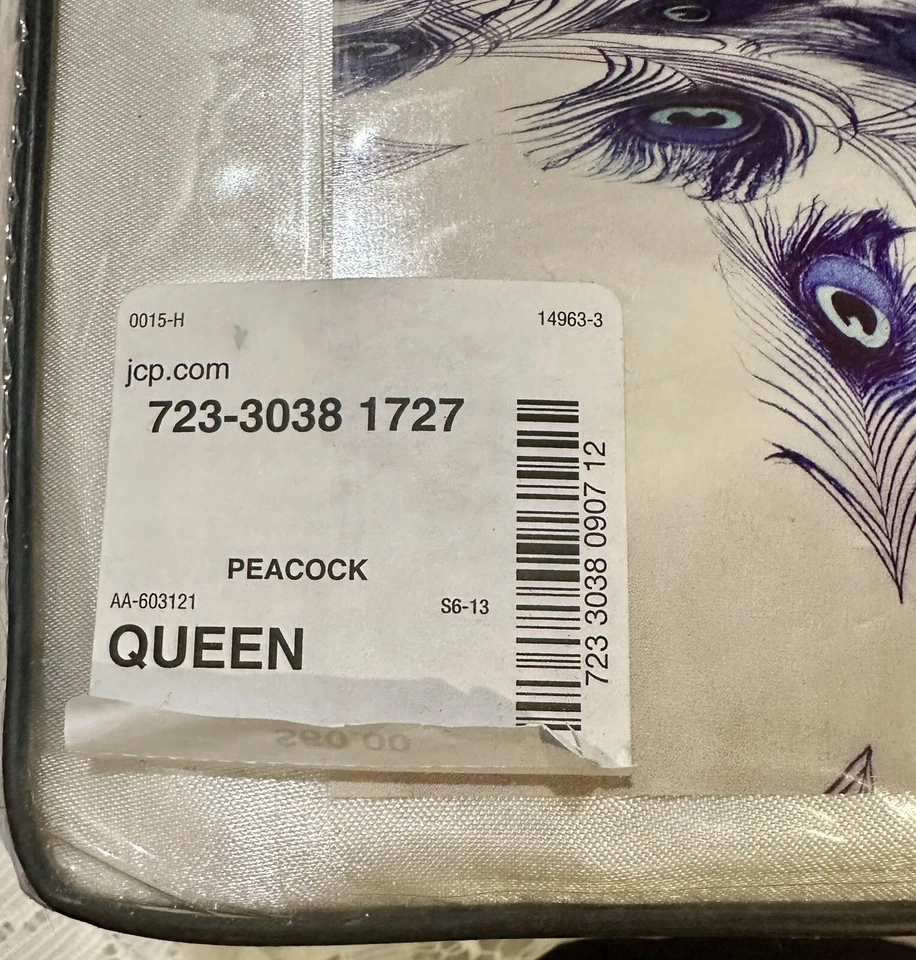 0015-H 14963-3
jcp.com
723-3038 1727
PEACOCK
AA-603121 S6-13
QUEEN
723 3038 0907 12